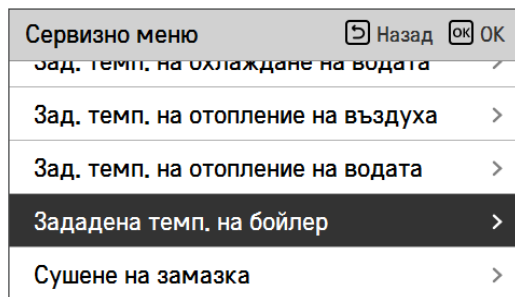 Сервизно меню Назад OK OK
Зад. темп. на охлаждане на водата
Зад. темп. на отопление на въздуха
Зад. темп. на отопление на водата
Зададена темп. на бойлер
Сушене на замазка